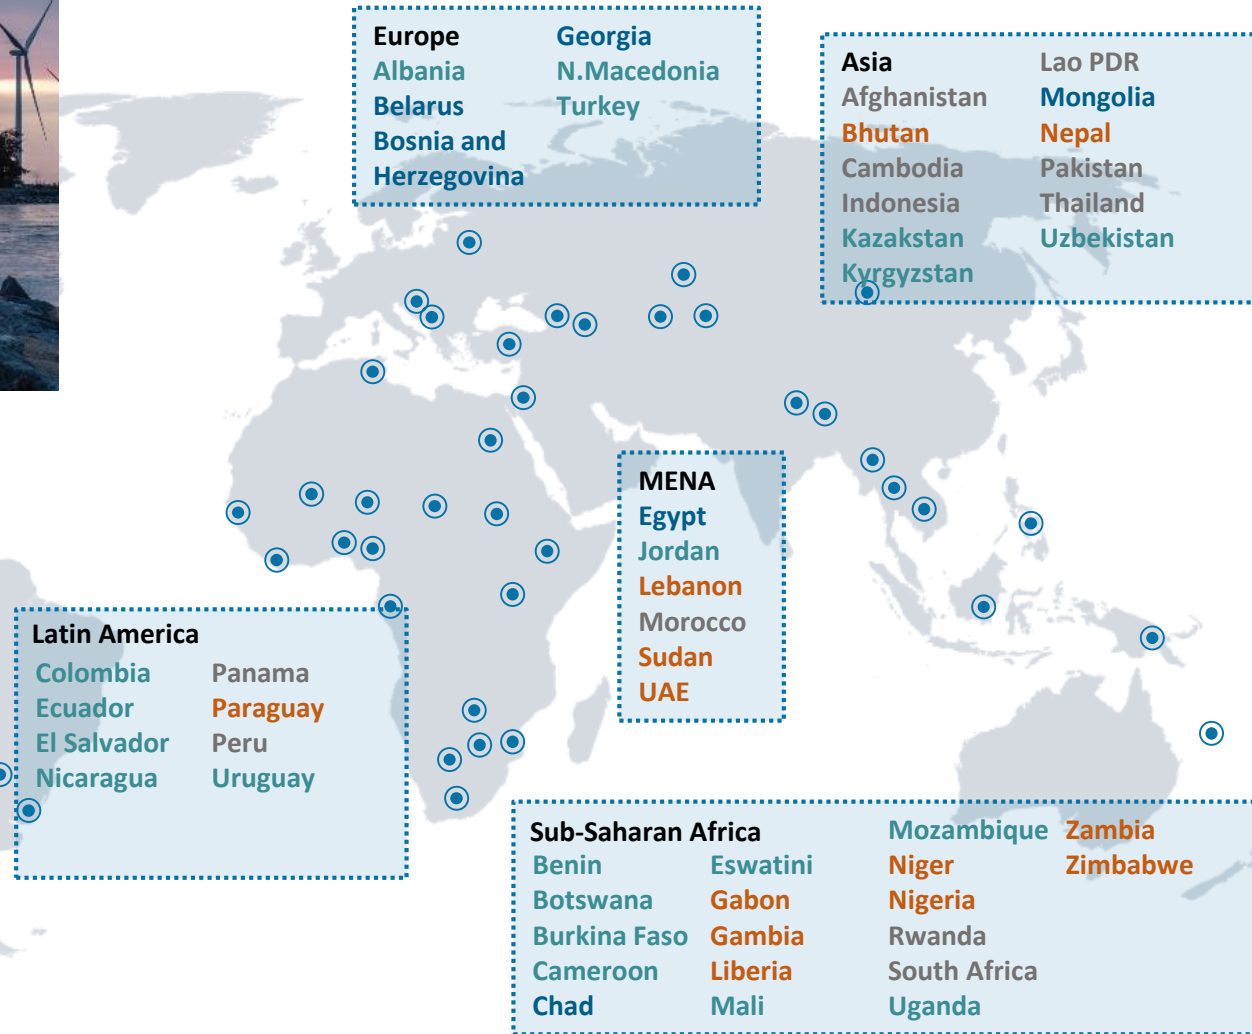 Europe
Albania
Belarus
Bosnia and
Herzegovina
Georgia
N.Macedonia
Turkey
Asia
Afghanistan
Bhutan
Cambodia
Indonesia
Kazakstan
Kyrgyzstan
Lao PDR
Mongolia
Nepal
Pakistan
Thailand
Uzbekistan
MENA
Egypt
Jordan
Lebanon
Morocco
Sudan
UAE
Latin America
Colombia
Ecuador
El Salvador
Nicaragua
Panama
Paraguay
Peru
Uruguay
Sub-Saharan Africa
Benin
Botswana
Burkina Faso
Cameroon
Chad
Eswatini
Gabon
Gambia
Liberia
Mali
Mozambique
Niger
Nigeria
Rwanda
South Africa
Uganda
Zambia
Zimbabwe